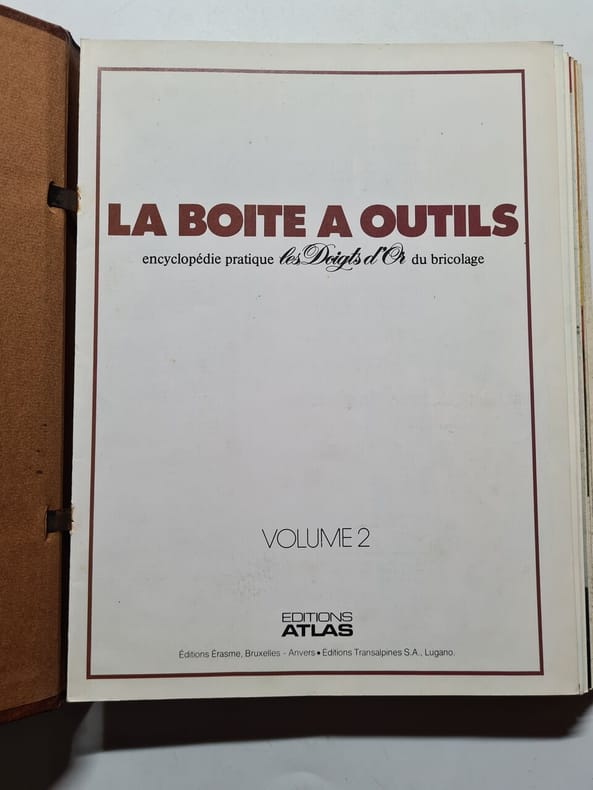 LA BOITE A OUTILS
encyclopédie pratique les Doigts d'Or du bricolage
VOLUME 2
EDITIONS
ATLAS
Éditions Érasme, Bruxelles - Anvers • Éditions Transalpines S.A., Lugano.